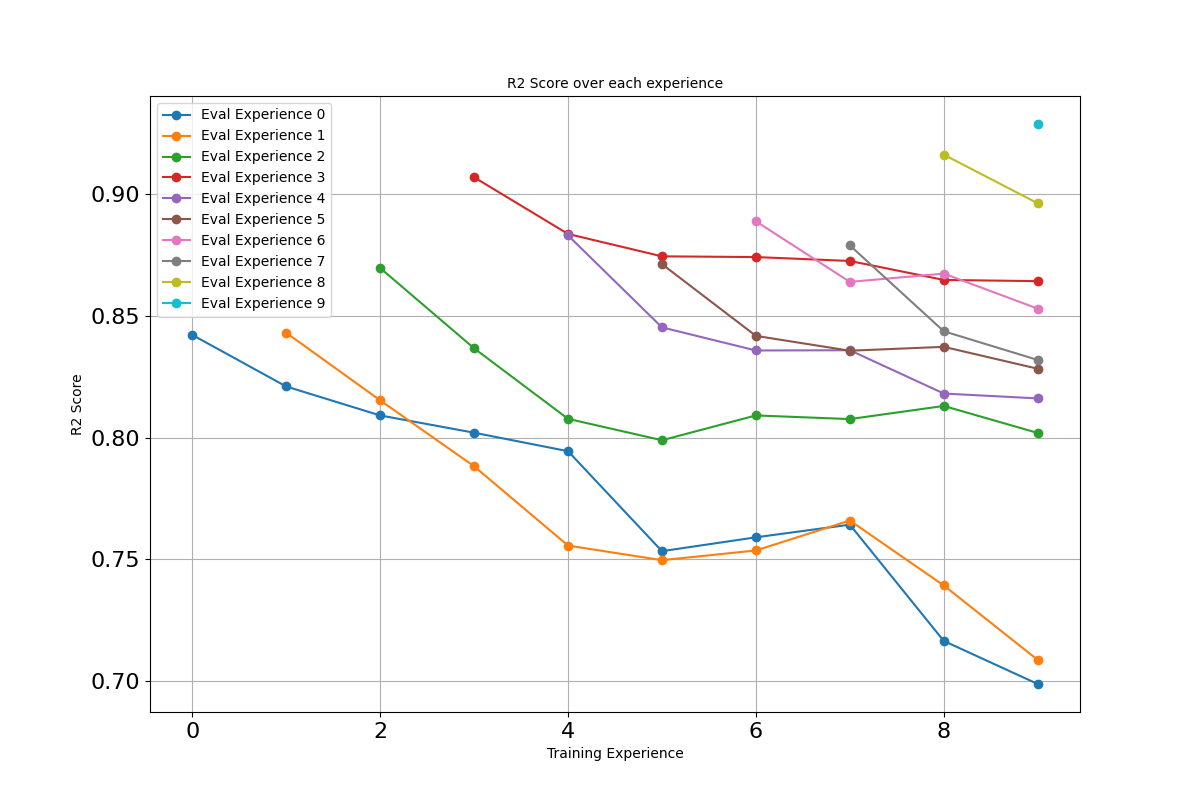 R2 Score over each experience
Eval Experience 0
Eval Experience 1
Eval Experience 2
Eval Experience 3
Eval Experience 4
Eval Experience 5
Eval Experience 6
Eval Experience 7
Eval Experience 8
Eval Experience 9
R2 Score
0.90
0.85
0.80
0.75
0.70
0 2 4 6 8
Training Experience